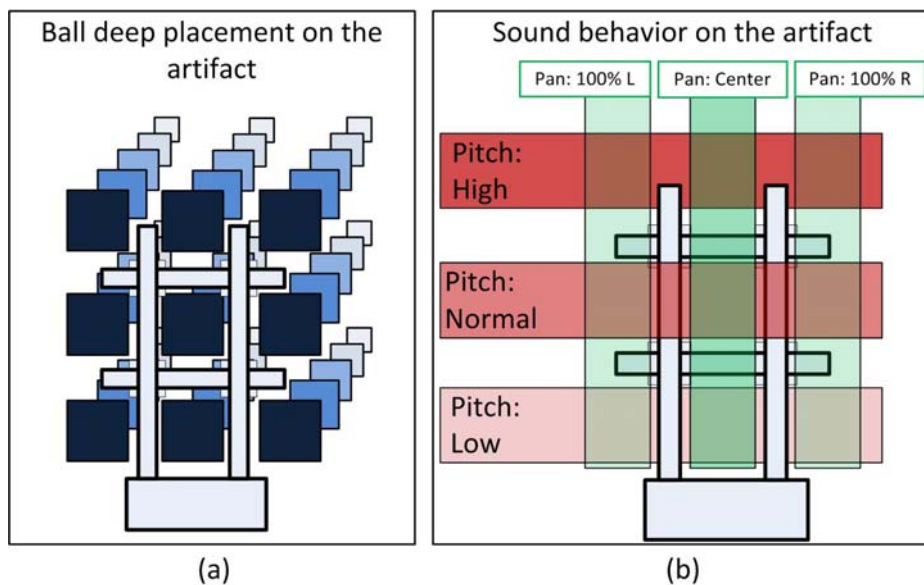 Ball deep placement on the
artifact
Sound behavior on the artifact
Pan: 100% L
Pan: Center
Pan: 100% R
Pitch:
High
Pitch:
Normal
Pitch:
Low
(a)
(b)